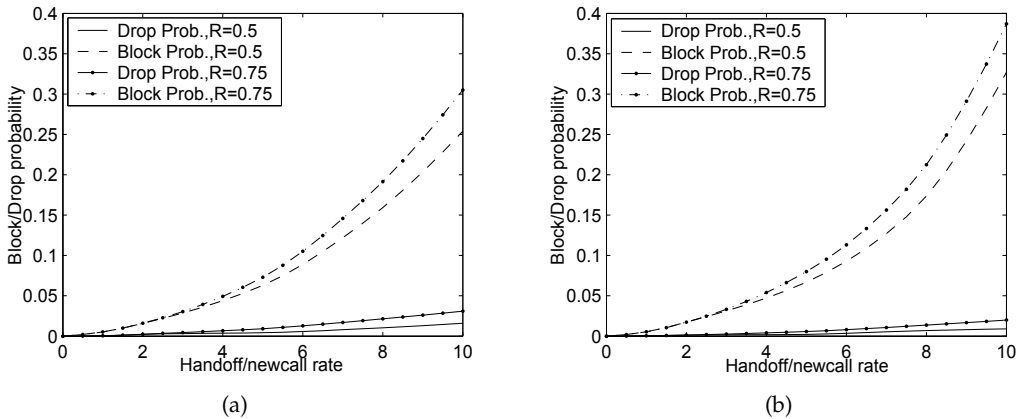 Block/Drop probability
0.4
0.35
0.3
0.25
0.2
0.15
0.1
0.05
0
Drop Prob.,R=0.5
Block Prob.,R=0.5
Drop Prob.,R=0.75
Block Prob.,R=0.75
0 2 4 6 8 10
Handoff/newcall rate
(a)
Block/Drop probability
0.4
0.35
0.3
0.25
0.2
0.15
0.1
0.05
0
Drop Prob.,R=0.5
Block Prob.,R=0.5
Drop Prob.,R=0.75
Block Prob.,R=0.75
0 2 4 6 8 10
Handoff/newcall rate
(b)